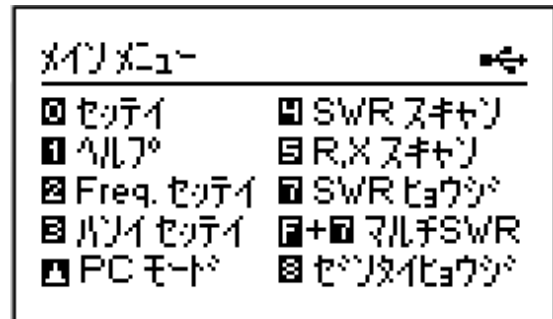 メイン メニュー
0 セッテイ
1 ヘルプ
2 Freq. セッテイ
3 ハンイ セッテイ
PC モード
4 SWR スキャン
5 R,X スキャン
7 SWR ヒョウジ
F+7 マルチSWR
8 ゼンタイヒョウジ